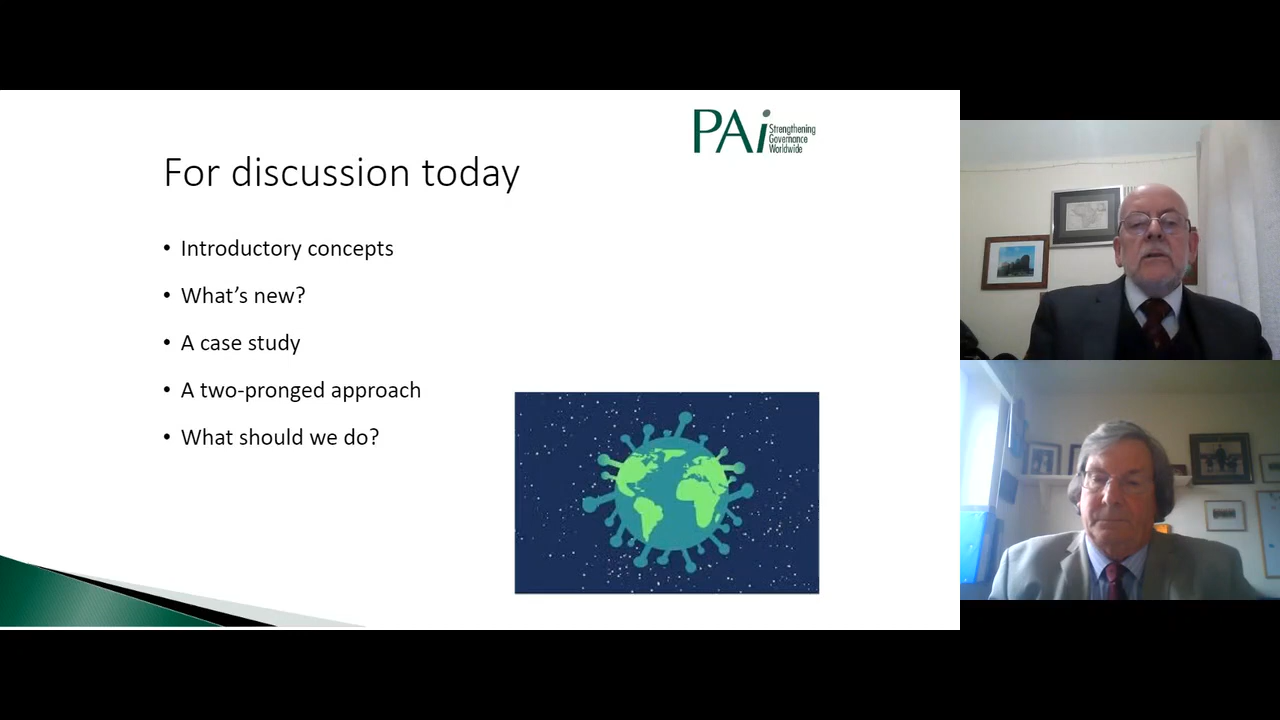 PAi
Strengthening
Governance
Worldwide
For discussion today
• Introductory concepts
• What’s new?
• A case study
• A two-pronged approach
• What should we do?